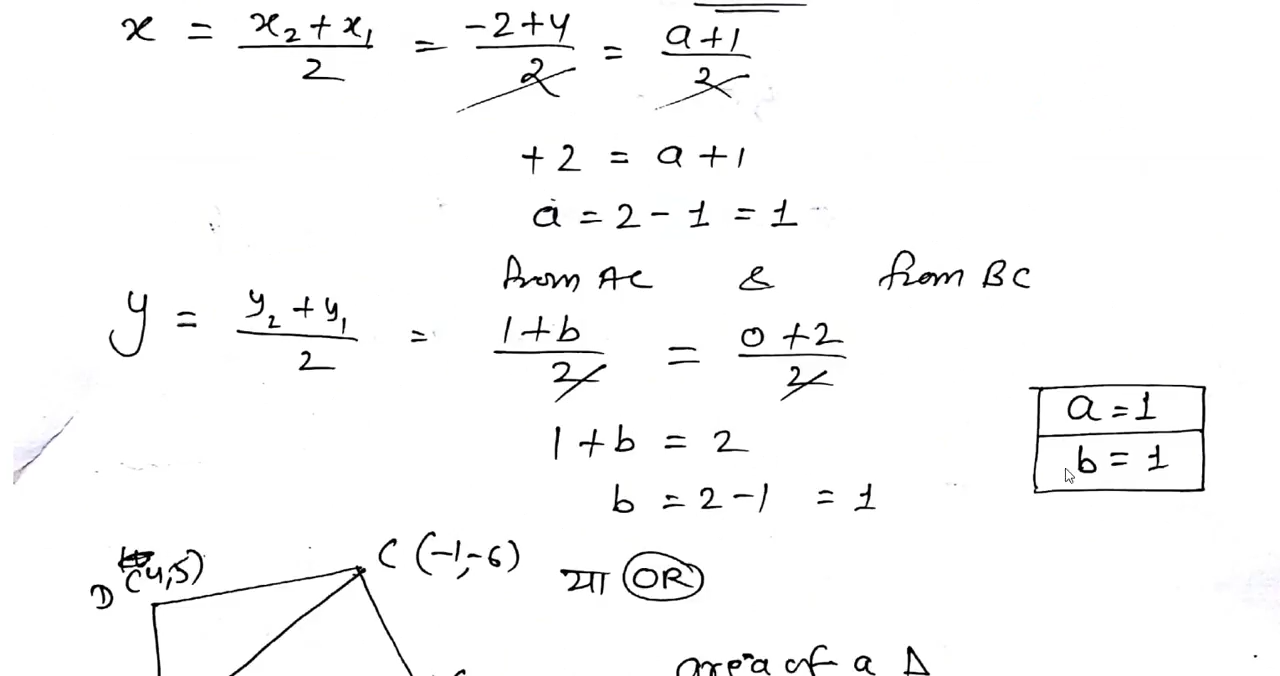 x = x₂ + x₁ / 2 = -2 + 4 / 2 = a + 1 / 2
+2 = a + 1
a = 2 - 1 = 1
from AC & from BC
y = y₂ + y₁ / 2 = 1 + b / 2 = 0 + 2 / 2
a = 1
1 + b = 2
b = 1
b = 2 - 1 = 1
D (4,5) C (-1,-6) या OR
area of a Δ